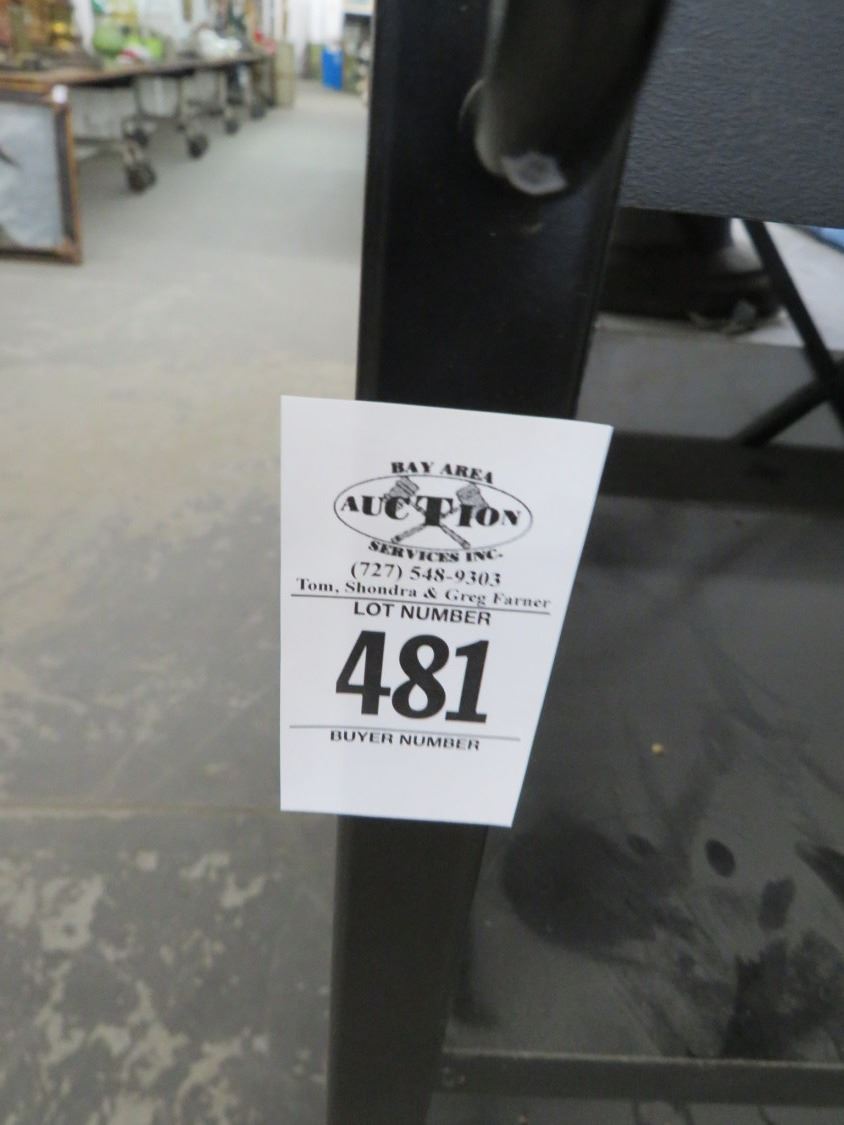 BAY AREA
AUCTION
SERVICES INC.
(727) 548-9303
Tom, Shondra & Greg Farner
LOT NUMBER
481
BUYER NUMBER